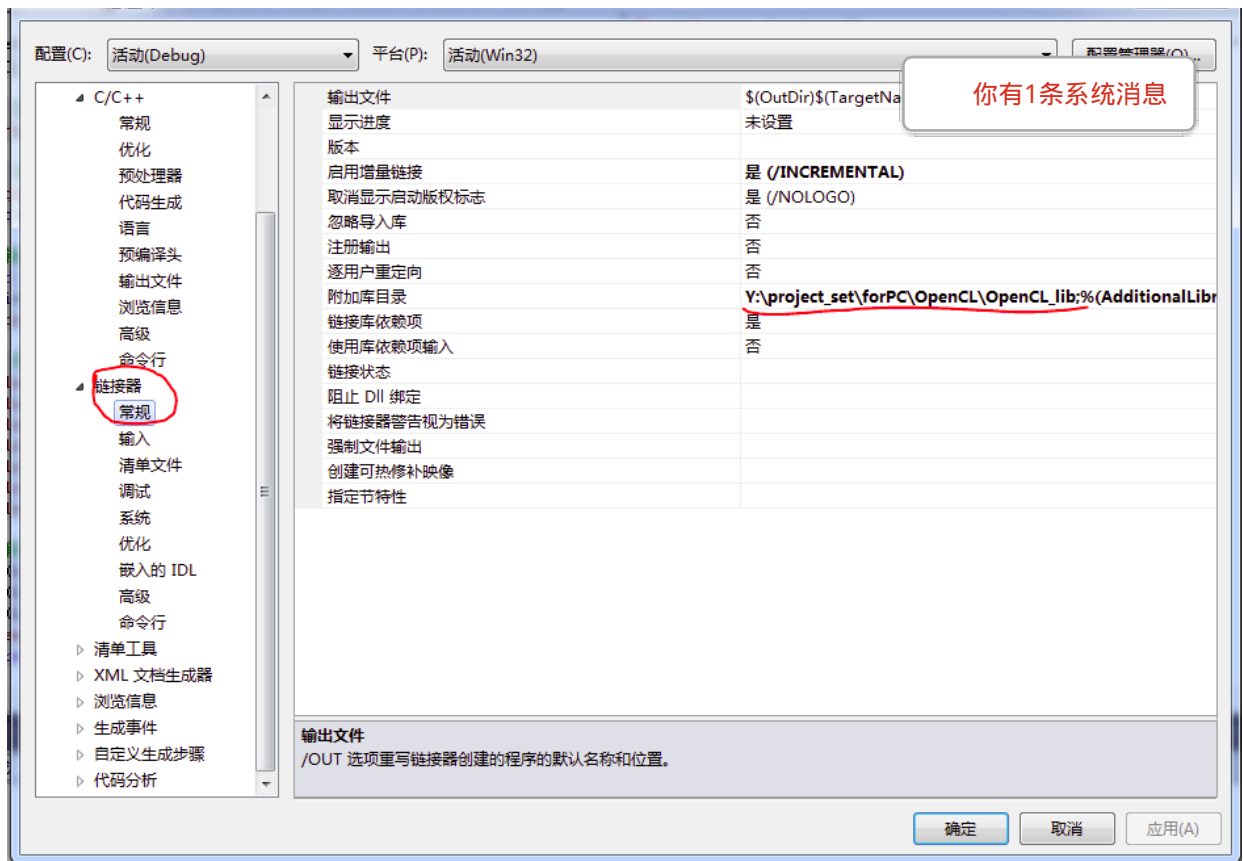 配置(C): 活动(Debug) 平台(P): 活动(Win32) 配置管理器(O)...
你有1条系统消息
C/C++
常规
优化
预处理器
代码生成
语言
预编译头
输出文件
浏览信息
高级
命令行
链接器
常规
输入
清单文件
调试
系统
优化
嵌入的 IDL
高级
命令行
清单工具
XML 文档生成器
浏览信息
生成事件
自定义生成步骤
代码分析
输出文件 $(OutDir)$(TargetNa
显示进度 未设置
版本
启用增量链接 是 (/INCREMENTAL)
取消显示启动版权标志 是 (/NOLOGO)
忽略导入库 否
注册输出 否
逐用户重定向 否
附加库目录 Y:\project_set\forPC\OpenCL\OpenCL_lib;%(AdditionalLibr
链接库依赖项 是
使用库依赖项输入 否
链接状态
阻止 Dll 绑定
将链接器警告视为错误
强制文件输出
创建可热修补映像
指定节特性
输出文件
/OUT 选项重写链接器创建的程序的默认名称和位置。
确定 取消 应用(A)